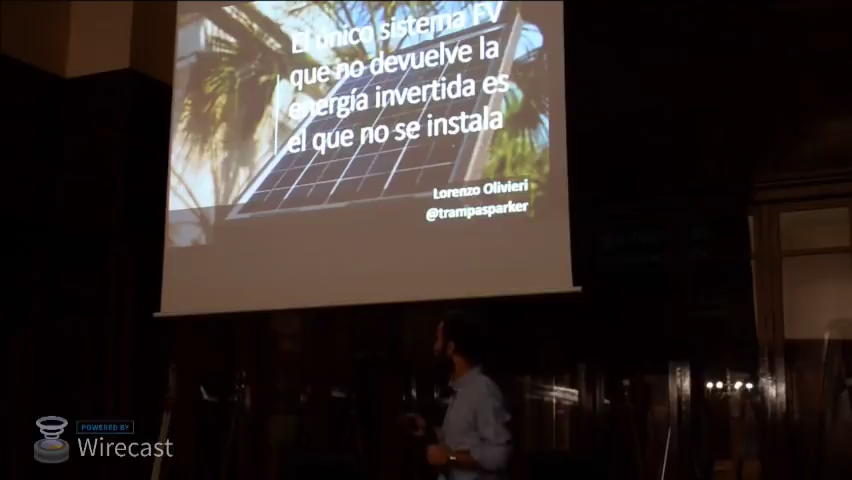 El único sistema FV
que no devuelve la
energía invertida es
el que no se instala
Lorenzo Olivieri
@trampasparker
POWERED BY
Wirecast